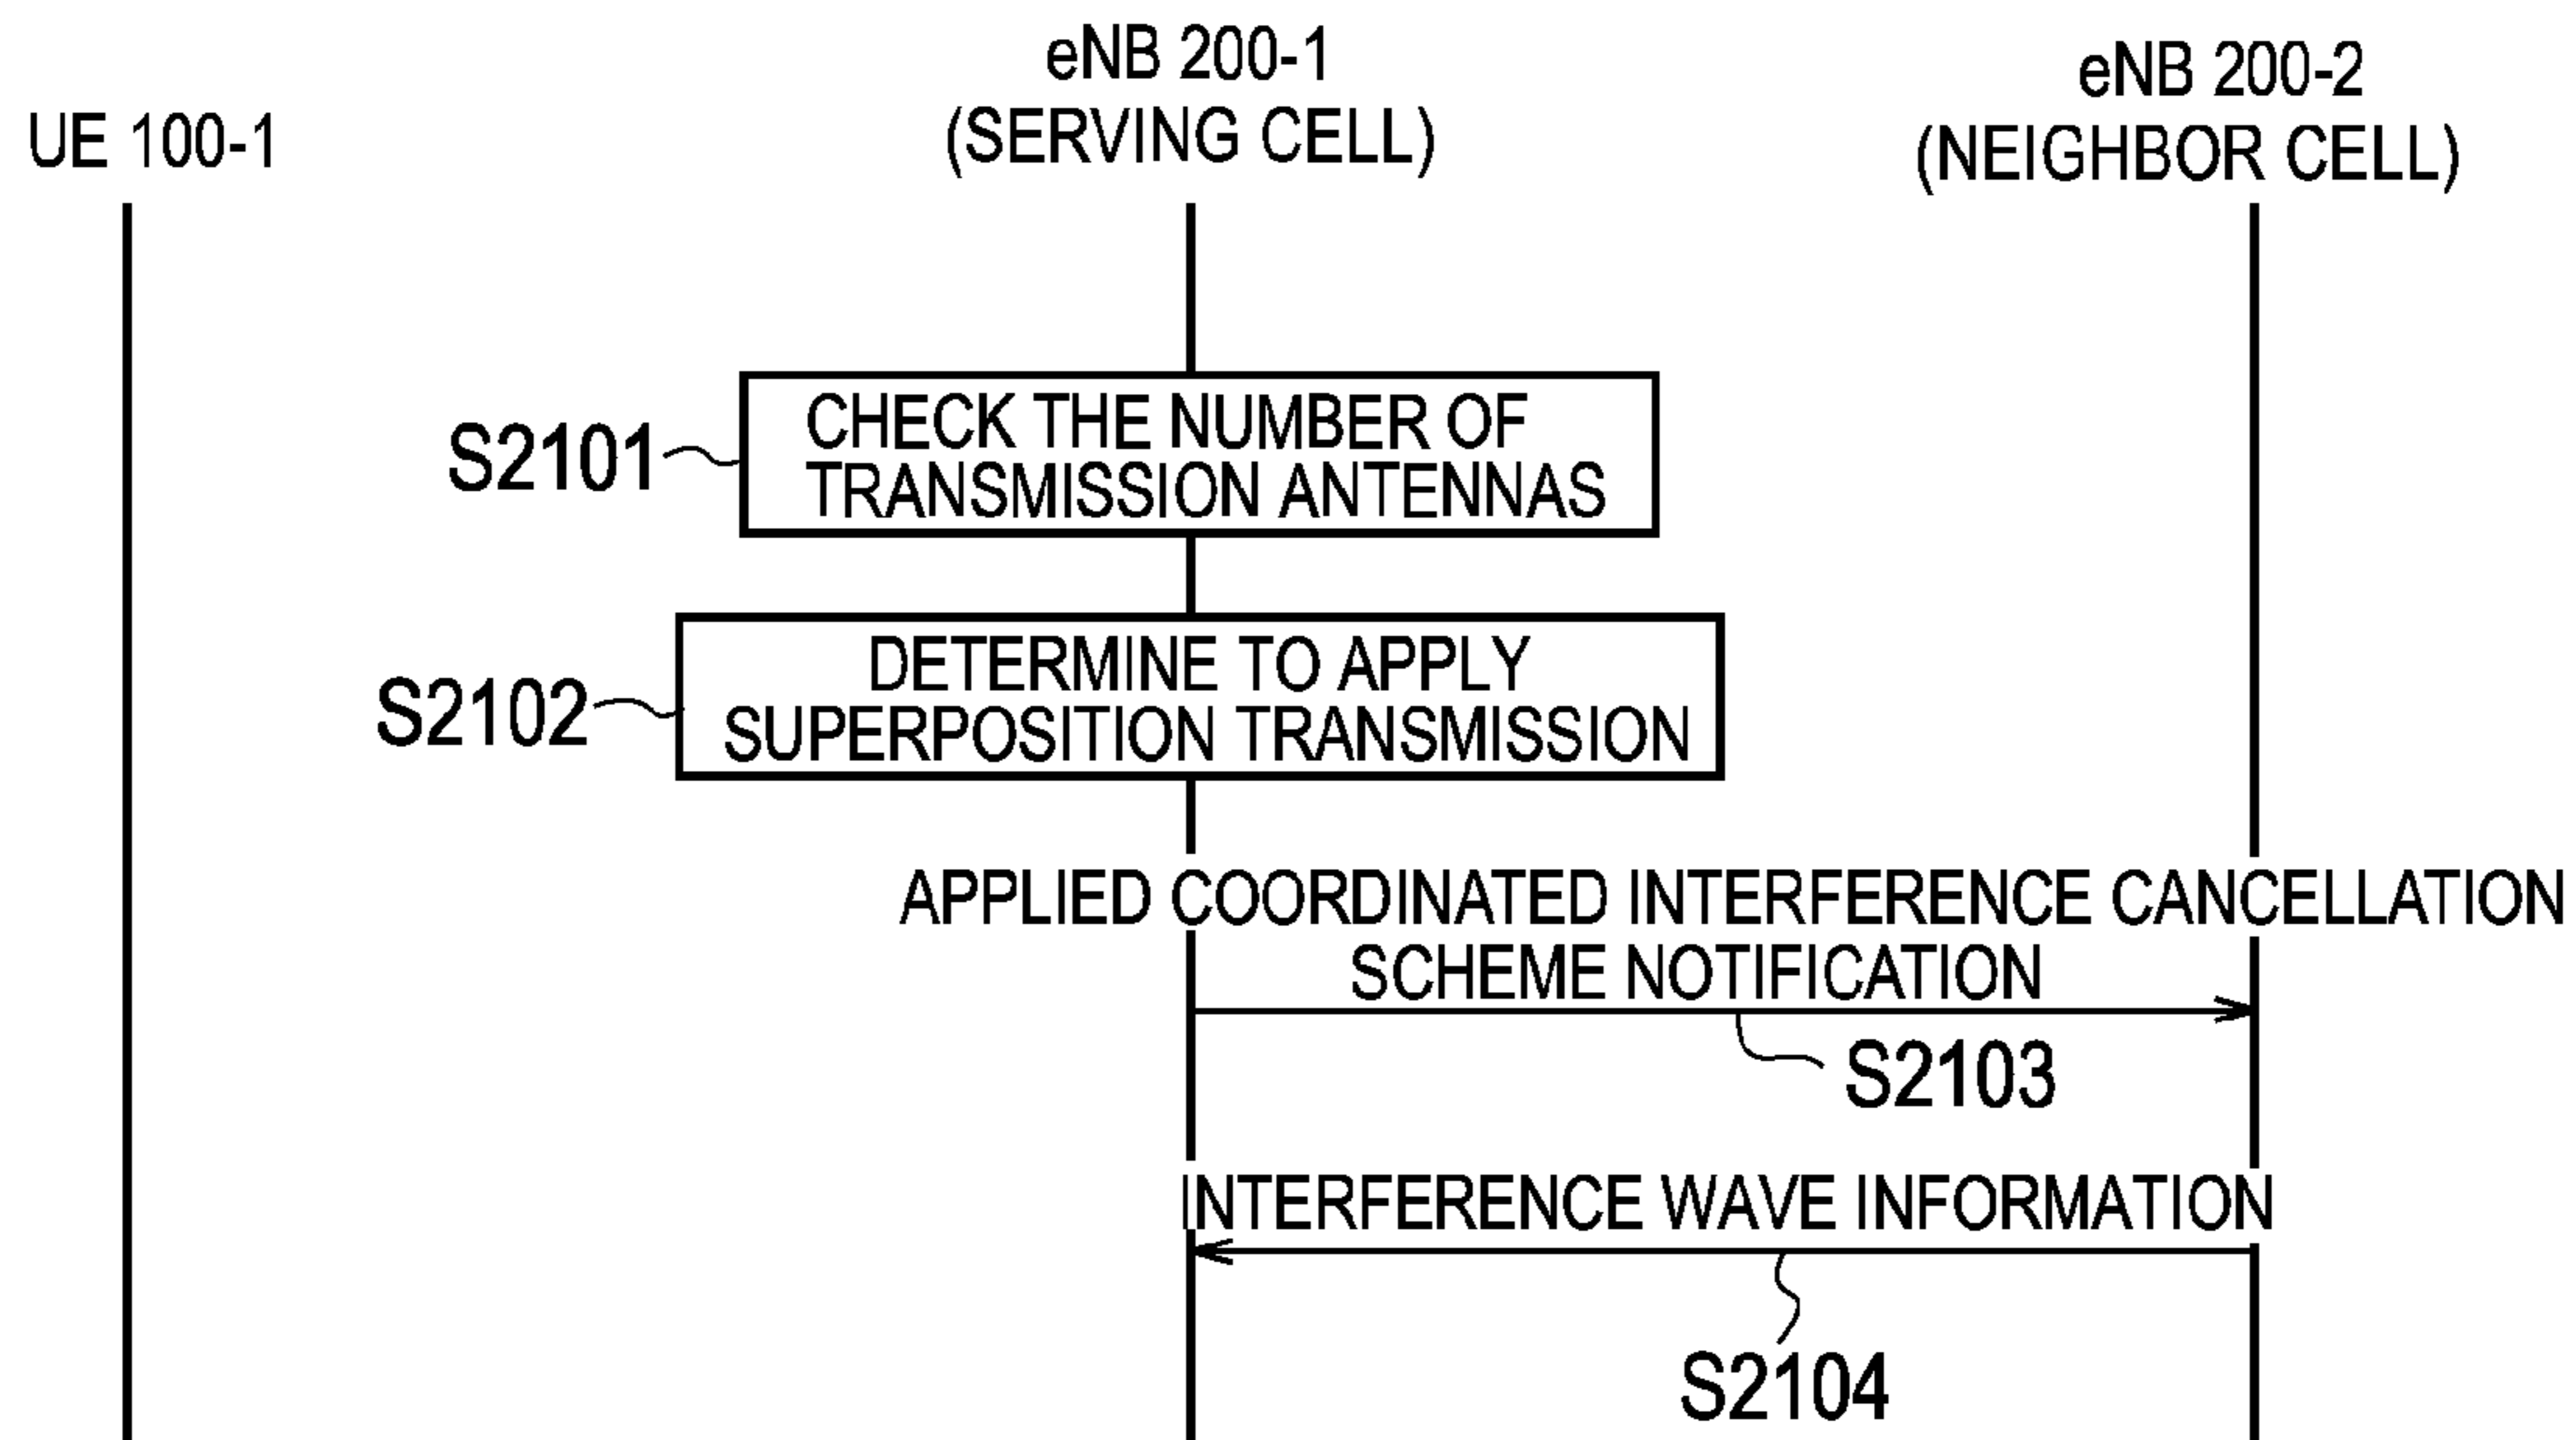 UE 100-1
eNB 200-1
(SERVING CELL)
eNB 200-2
(NEIGHBOR CELL)
S2101
CHECK THE NUMBER OF
TRANSMISSION ANTENNAS
S2102
DETERMINE TO APPLY
SUPERPOSITION TRANSMISSION
APPLIED COORDINATED INTERFERENCE CANCELLATION
SCHEME NOTIFICATION
S2103
INTERFERENCE WAVE INFORMATION
S2104